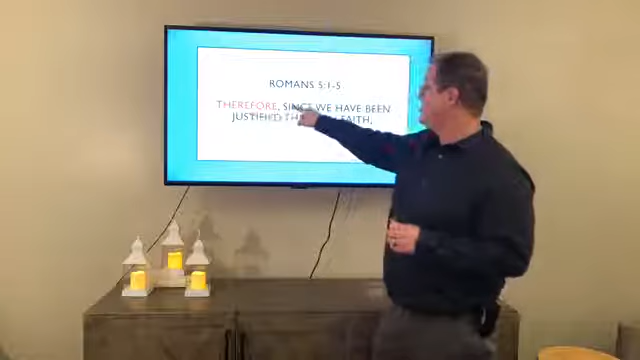 ROMANS 5:1-5
THEREFORE, SINCE WE HAVE BEEN
JUSTIFIED FAITH,